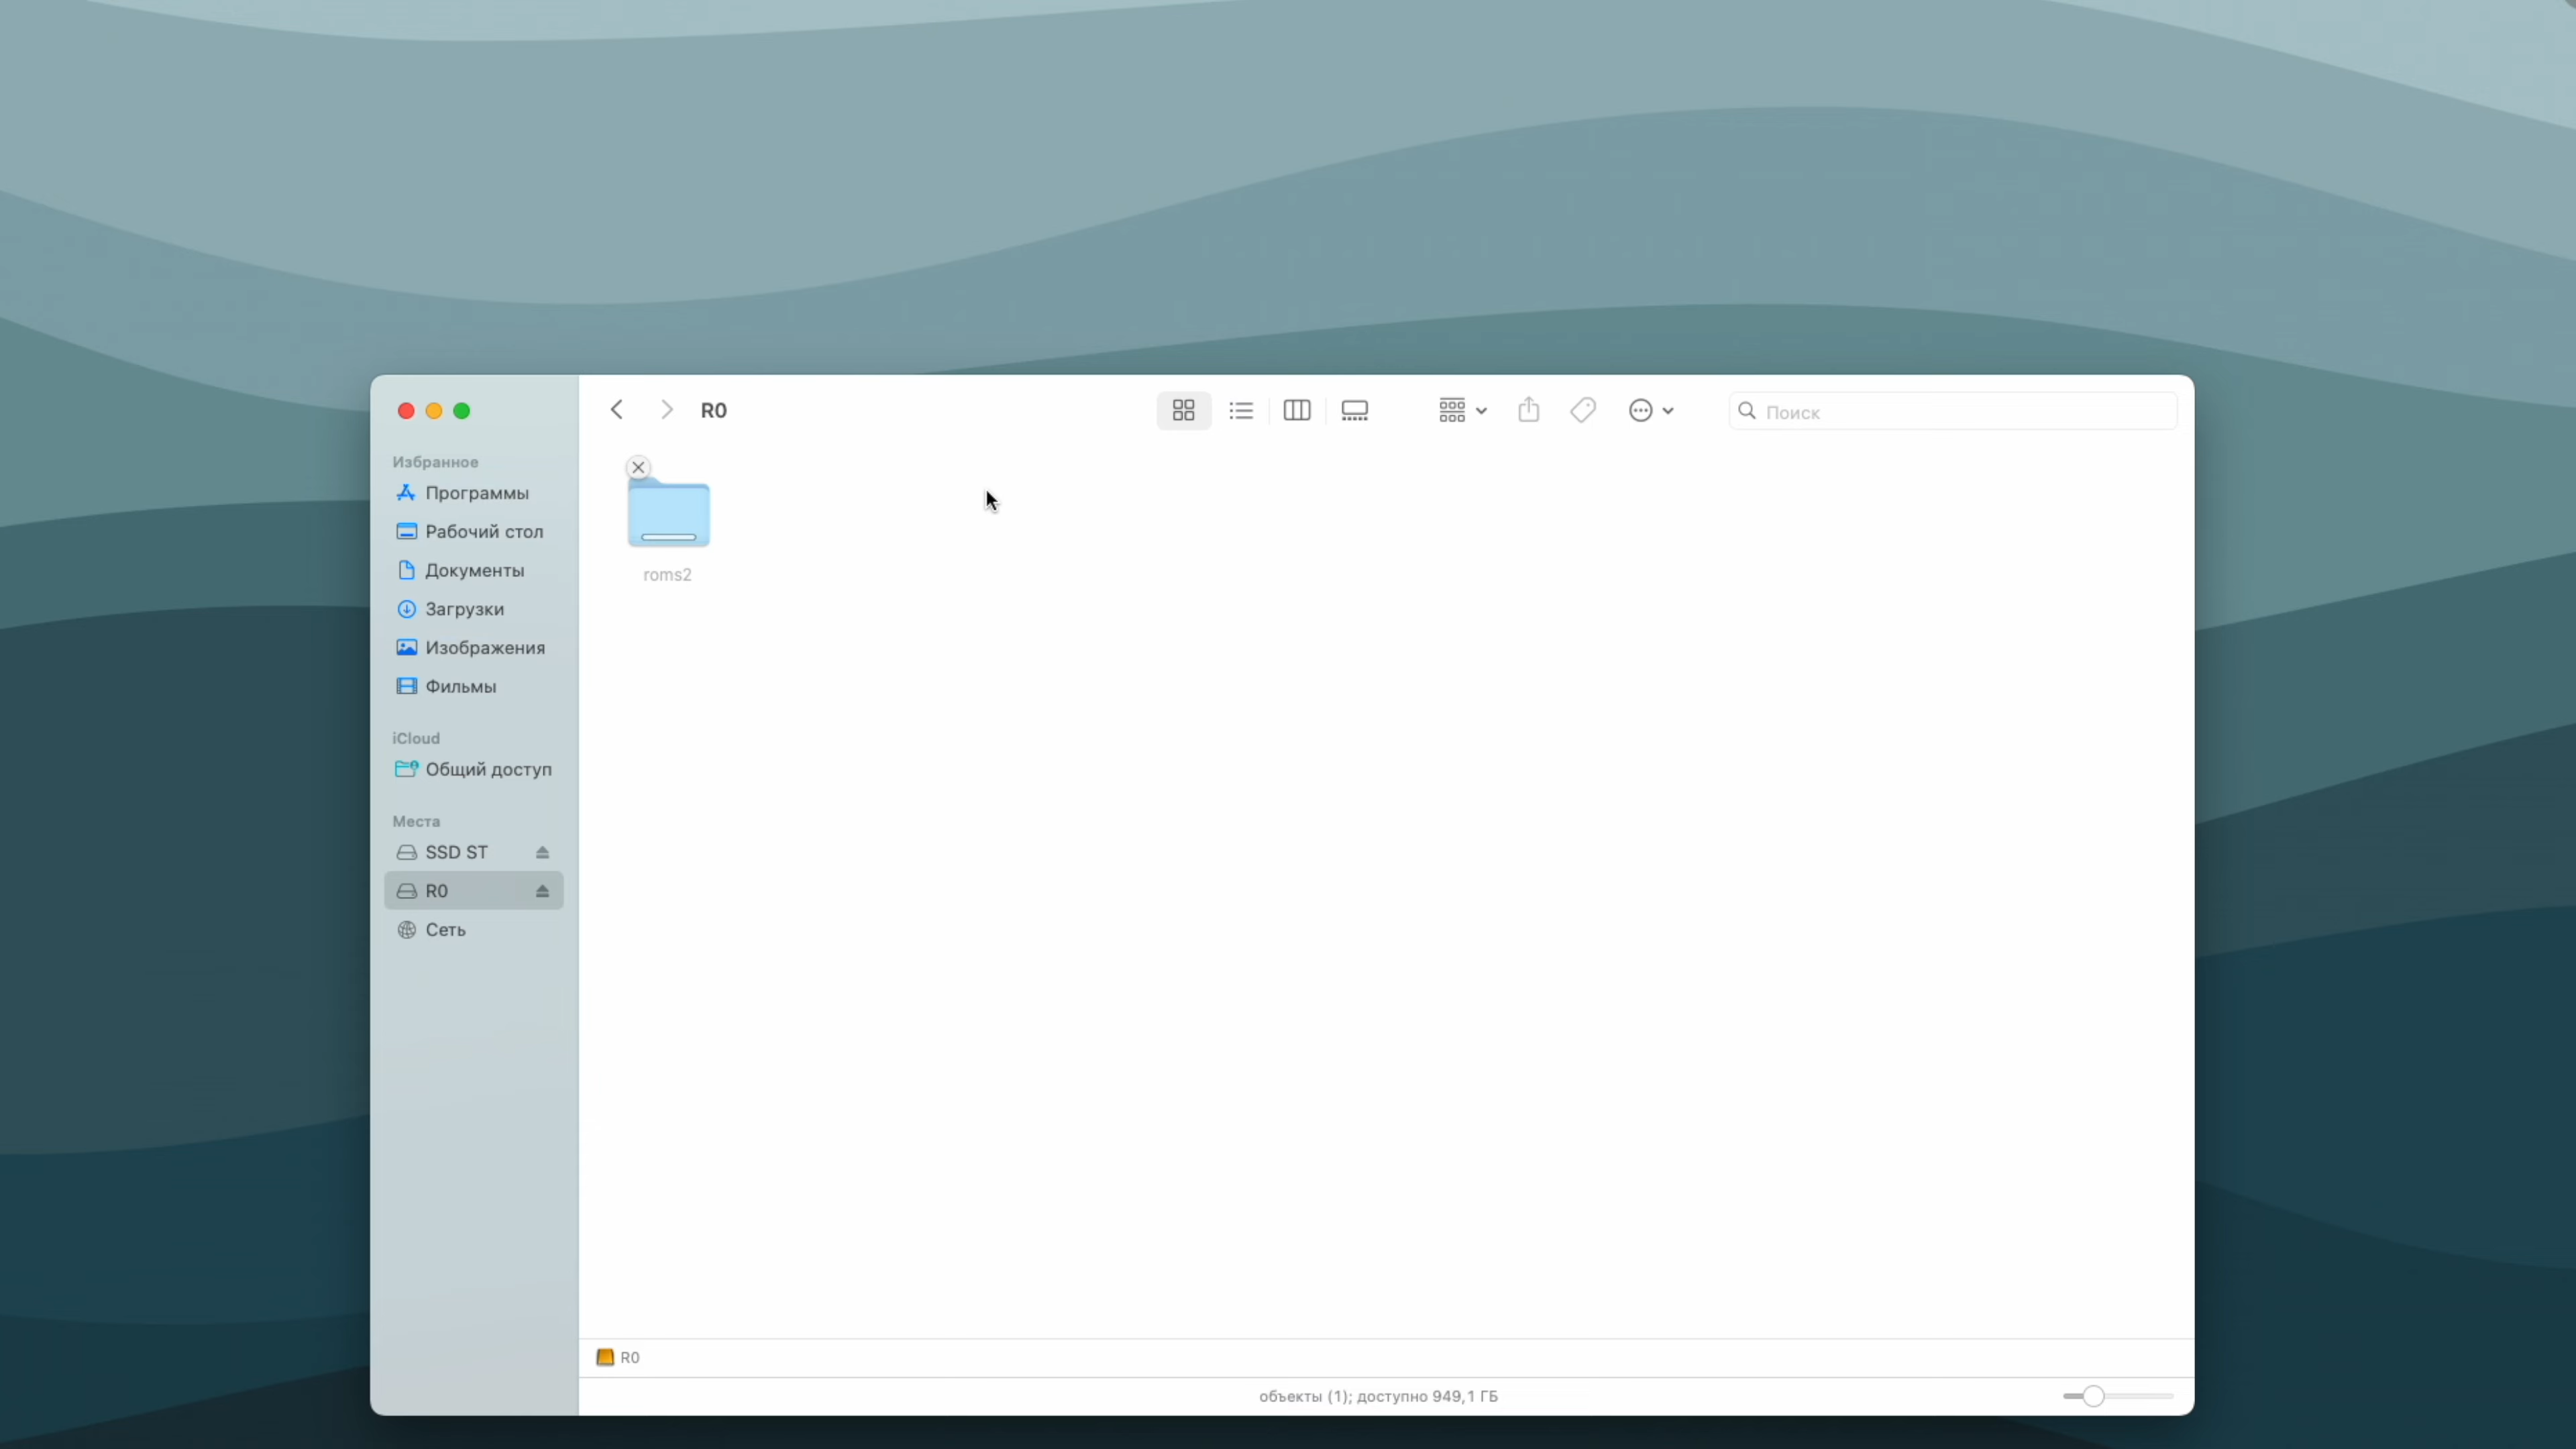 R0
Поиск
Избранное
Программы
Рабочий стол
Документы
Загрузки
Изображения
Фильмы
iCloud
Общий доступ
Места
SSD ST
R0
Сеть
roms2
R0
объекты (1); доступно 949,1 ГБ